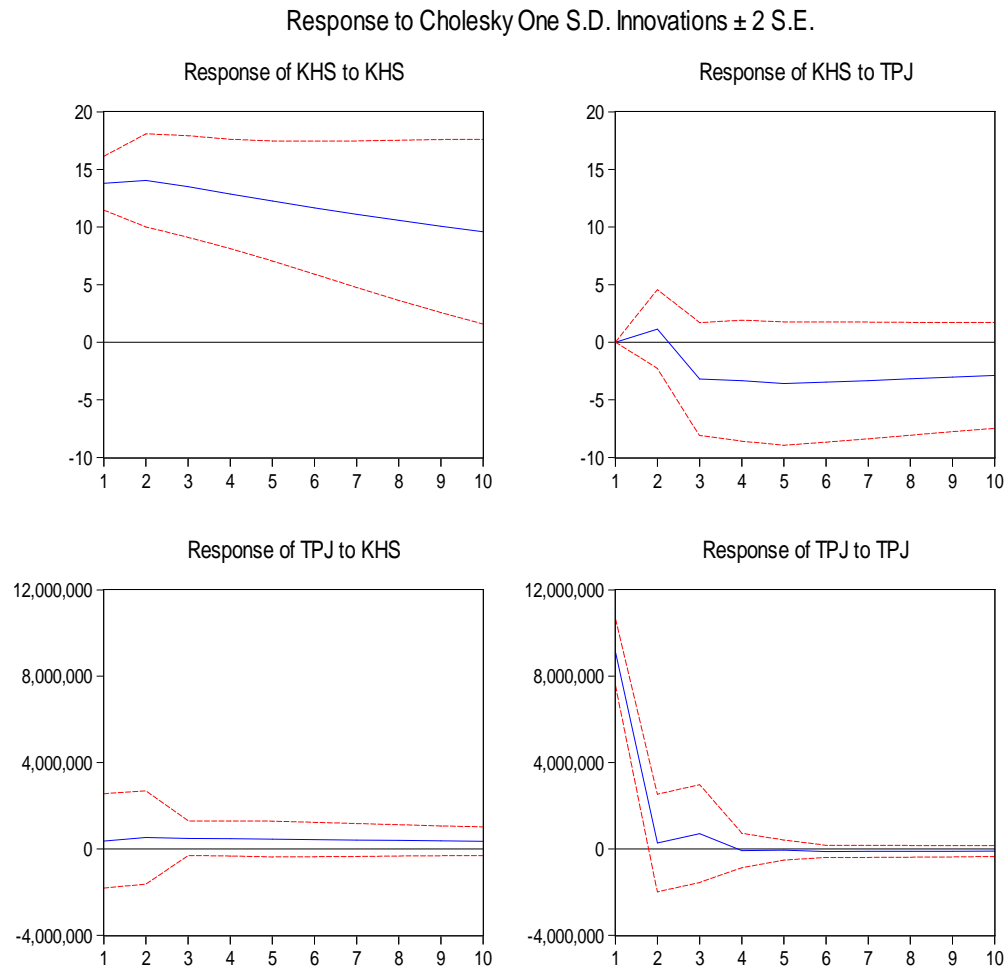 Response to Cholesky One S.D. Innovations ± 2 S.E.
Response of KHS to KHS
20
15
10
5
0
-5
-10
1 2 3 4 5 6 7 8 9 10
Response of KHS to TPJ
20
15
10
5
0
-5
-10
1 2 3 4 5 6 7 8 9 10
Response of TPJ to KHS
12,000,000
8,000,000
4,000,000
0
-4,000,000
1 2 3 4 5 6 7 8 9 10
Response of TPJ to TPJ
12,000,000
8,000,000
4,000,000
0
-4,000,000
1 2 3 4 5 6 7 8 9 10